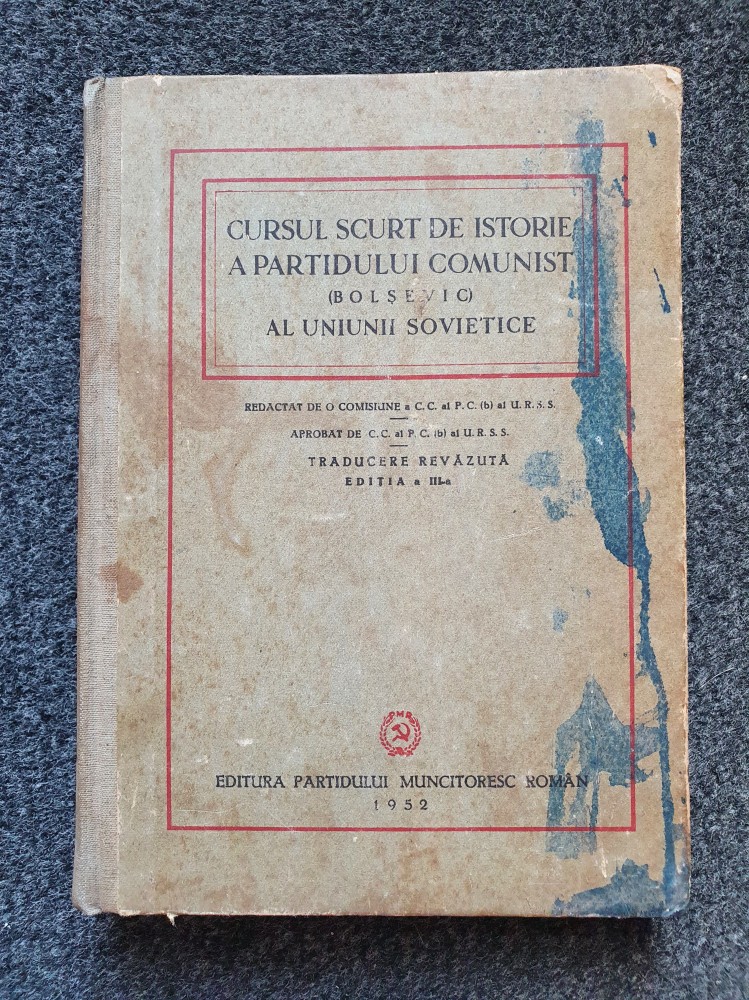 CURSUL SCURT DE ISTORIE
A PARTIDULUI COMUNIST
(BOLȘEVIC)
AL UNIUNII SOVIETICE
REDACTAT DE O COMISIUNE a C.C. al P.C. (b) al U.R.S.S.
APROBAT DE C.C. al P.C. (b) al U.R.S.S.
TRADUCERE REVĂZUTĂ
EDIȚIA a III-a
PMR
EDITURA PARTIDULUI MUNCITORESC ROMÂN
1952